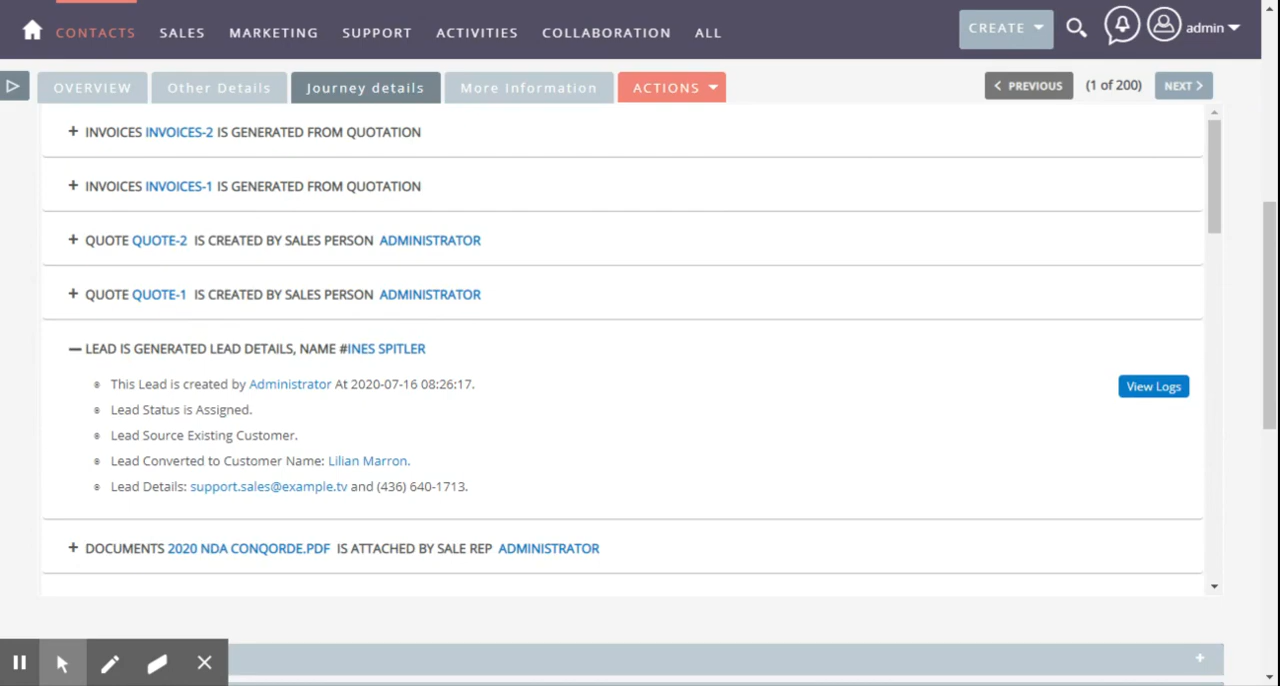 CONTACTS SALES MARKETING SUPPORT ACTIVITIES COLLABORATION ALL CREATE admin
OVERVIEW Other Details Journey details More Information ACTIONS < PREVIOUS (1 of 200) NEXT >
+ INVOICES INVOICES-2 IS GENERATED FROM QUOTATION
+ INVOICES INVOICES-1 IS GENERATED FROM QUOTATION
+ QUOTE QUOTE-2 IS CREATED BY SALES PERSON ADMINISTRATOR
+ QUOTE QUOTE-1 IS CREATED BY SALES PERSON ADMINISTRATOR
— LEAD IS GENERATED LEAD DETAILS, NAME #INES SPITLER
This Lead is created by Administrator At 2020-07-16 08:26:17.
View Logs
Lead Status is Assigned.
Lead Source Existing Customer.
Lead Converted to Customer Name: Lilian Marron.
Lead Details: support.sales@example.tv and (436) 640-1713.
+ DOCUMENTS 2020 NDA CONQORDE.PDF IS ATTACHED BY SALE REP ADMINISTRATOR
+